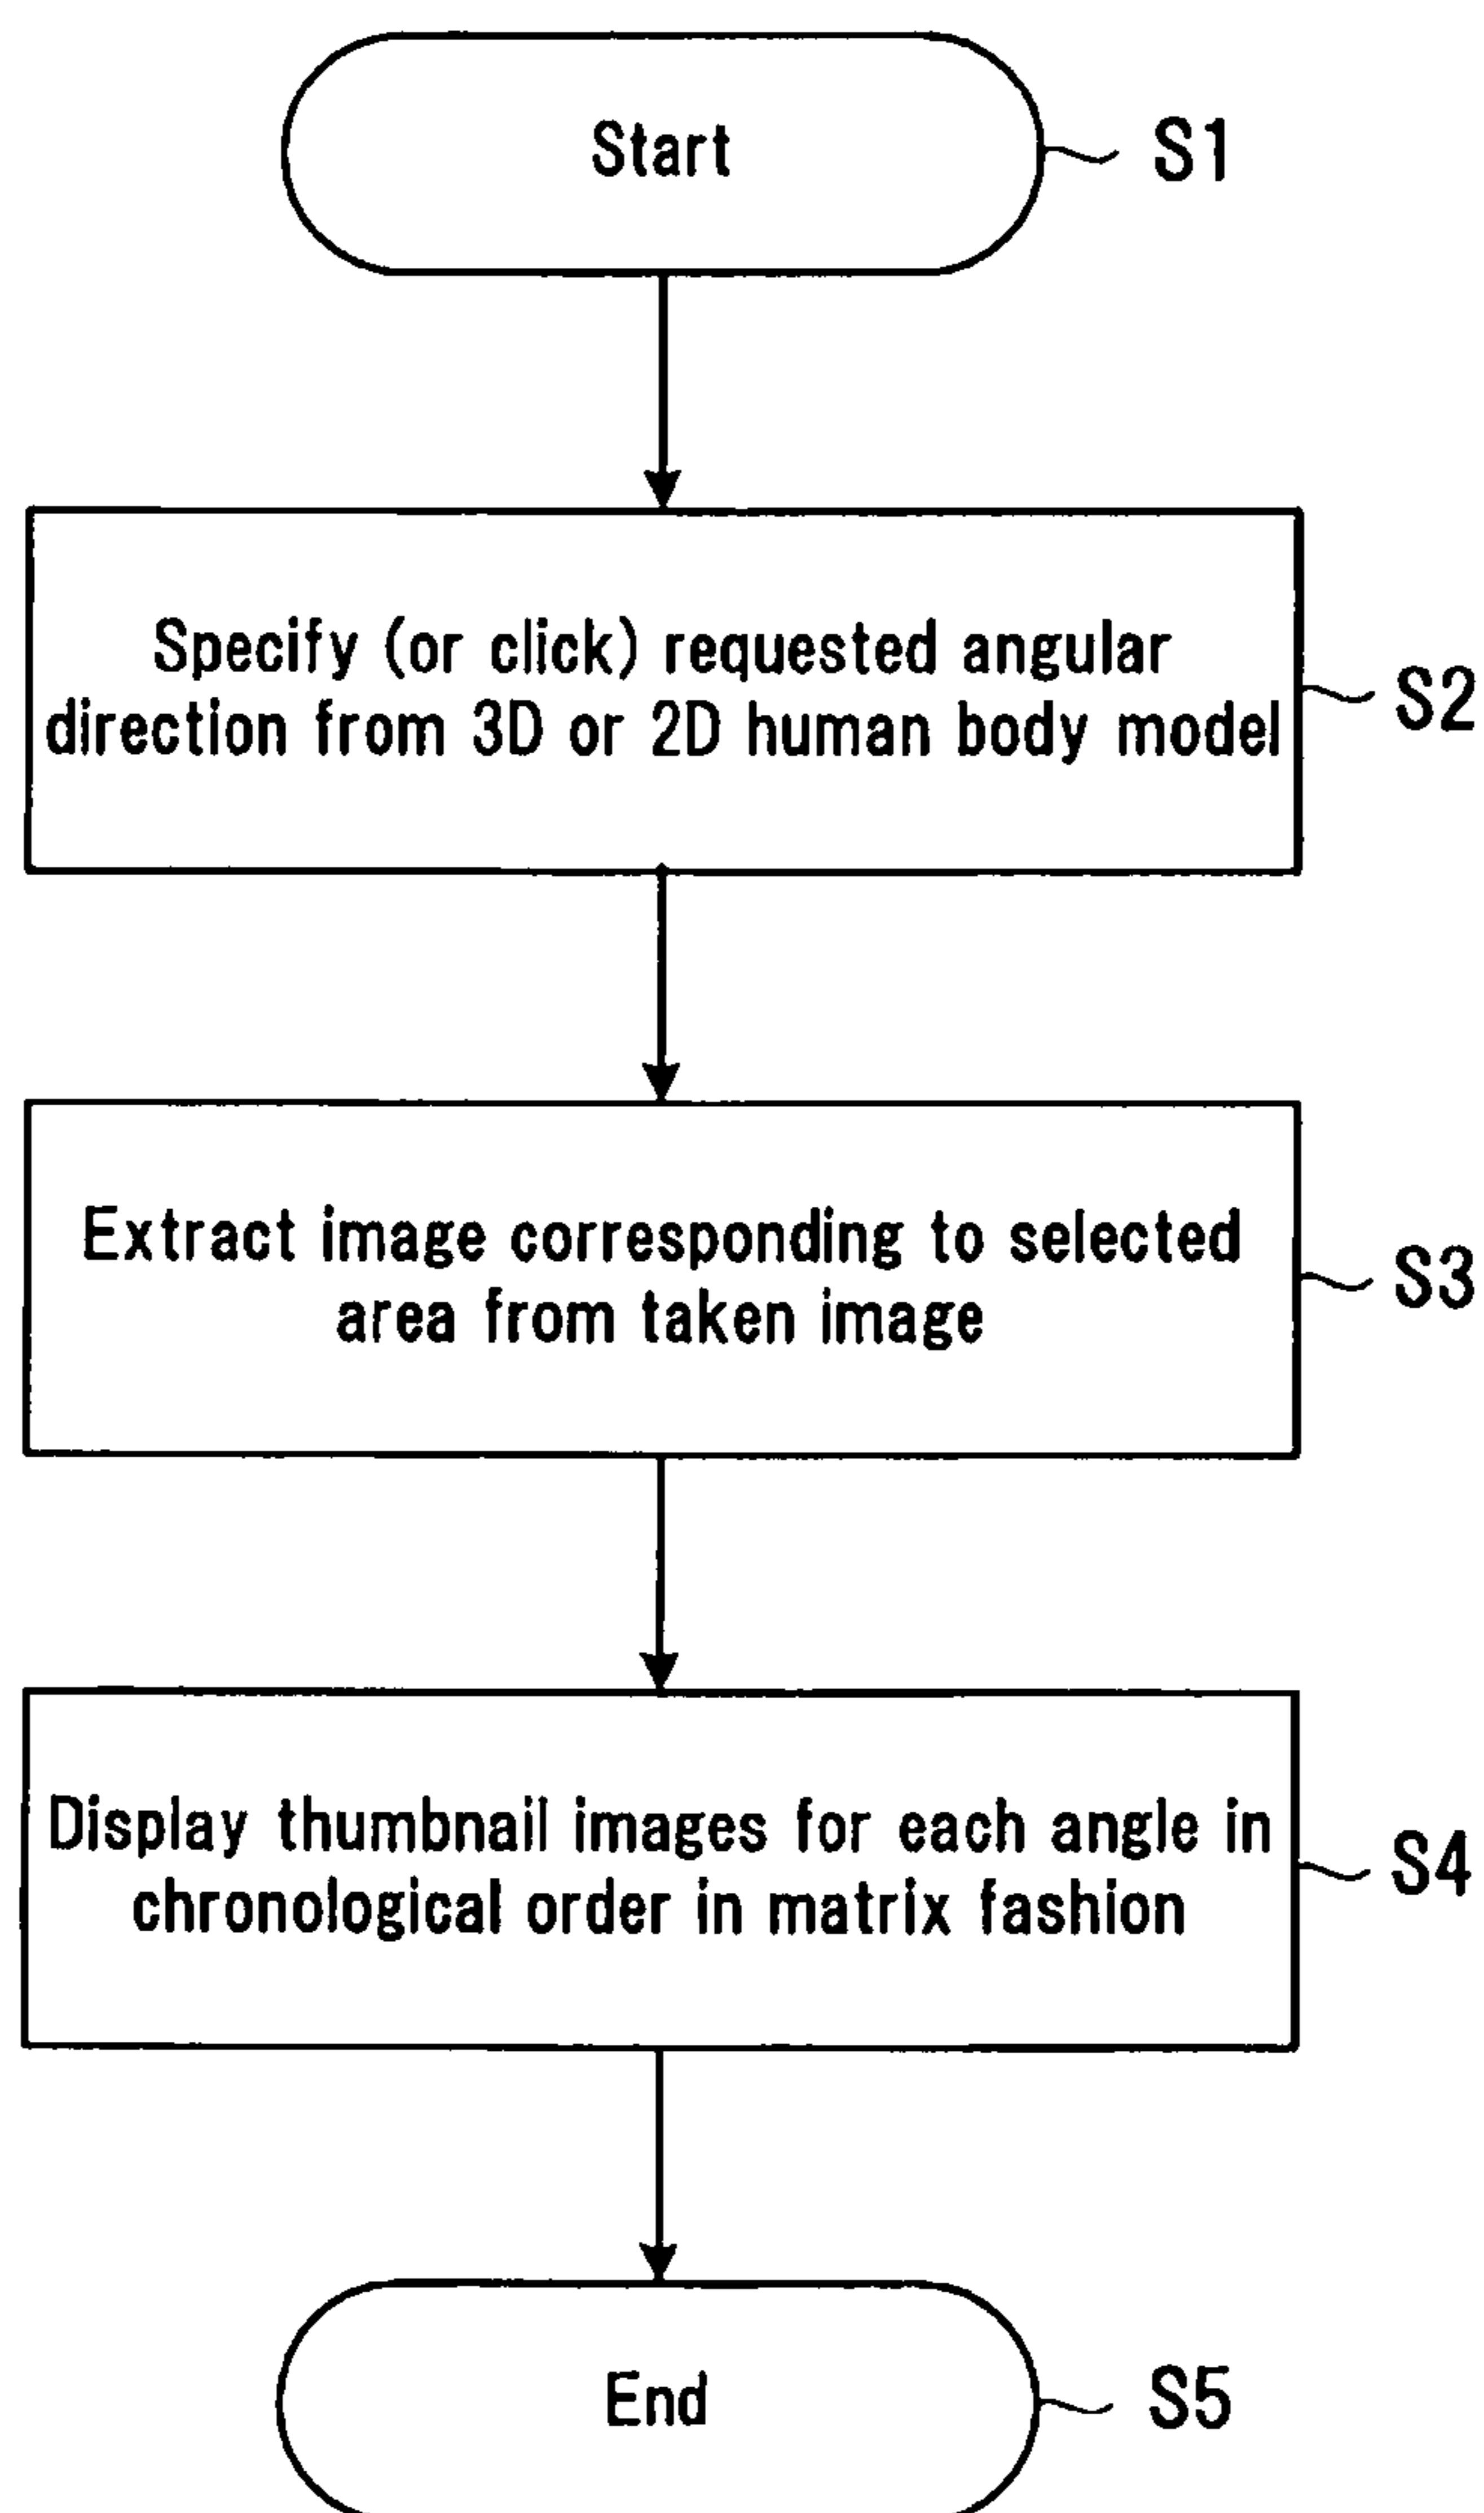 Start
S1
Specify (or click) requested angular
direction from 3D or 2D human body model
S2
Extract image corresponding to selected
area from taken image
S3
Display thumbnail images for each angle in
chronological order in matrix fashion
S4
End
S5